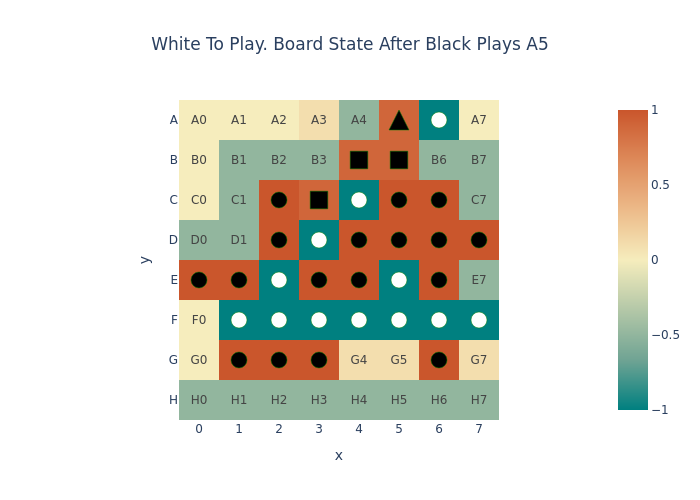 White To Play. Board State After Black Plays A5
A A0 A1 A2 A3 A4 A7
B B0 B1 B2 B3 B6 B7
C C0 C1 C7
D D0 D1
E E7
F F0
G G0 G4 G5 G7
H H0 H1 H2 H3 H4 H5 H6 H7
0 1 2 3 4 5 6 7
x
y
1
0.5
0
−0.5
−1